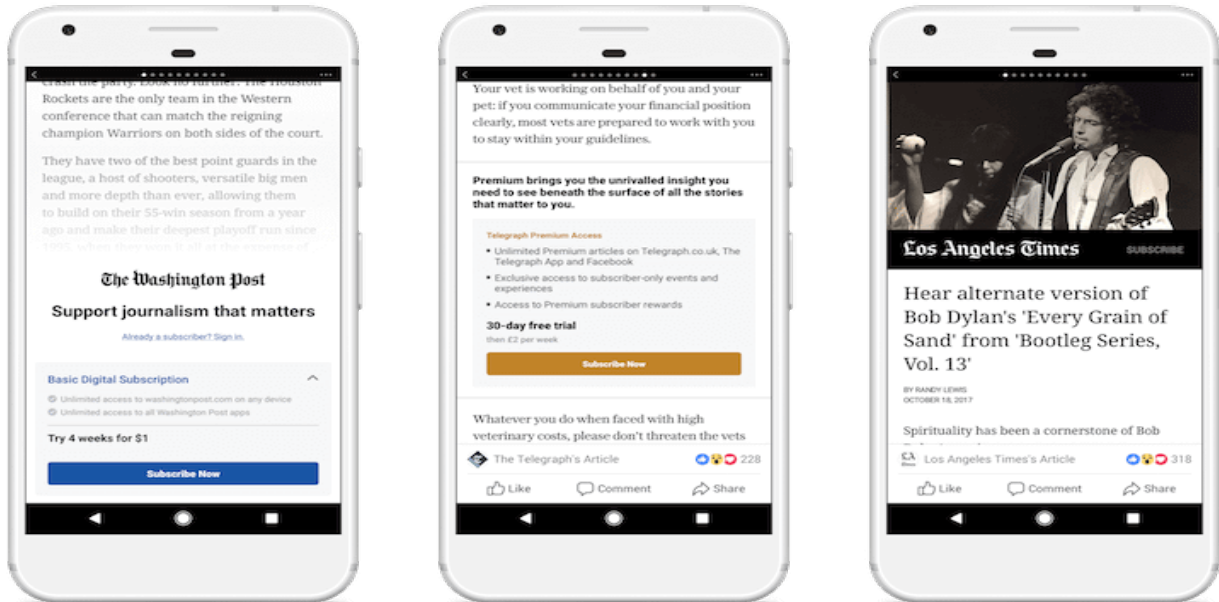 crash the party. Look no further: The Houston
Rockets are the only team in the Western
conference that can match the reigning
champion Warriors on both sides of the court.
They have two of the best point guards in the
league, a host of shooters, versatile big men
and more depth than ever, allowing them
to build on their 55-win season from a year
ago and make their deepest playoff run since
1995, when they won it all at the expense of
The Washington Post
Support journalism that matters
Already a subscriber? Sign in.
Basic Digital Subscription
Unlimited access to washingtonpost.com on any device
Unlimited access to all Washington Post apps
Try 4 weeks for $1
Subscribe Now
Your vet is working on behalf of you and your
pet: if you communicate your financial position
clearly, most vets are prepared to work with you
to stay within your guidelines.
Premium brings you the unrivalled insight you
need to see beneath the surface of all the stories
that matter to you.
Telegraph Premium Access
Unlimited Premium articles on Telegraph.co.uk, The
Telegraph App and Facebook
Exclusive access to subscriber-only events and
experiences
Access to Premium subscriber rewards
30-day free trial
then £2 per week
Subscribe Now
Whatever you do when faced with high
veterinary costs, please don't threaten the vets
The Telegraph's Article
228
Like Comment Share
Los Angeles Times SUBSCRIBE
Hear alternate version of
Bob Dylan's 'Every Grain of
Sand' from 'Bootleg Series,
Vol. 13'
BY RANDY LEWIS
OCTOBER 18, 2017
Spirituality has been a cornerstone of Bob
Los Angeles Times's Article
318
Like Comment Share